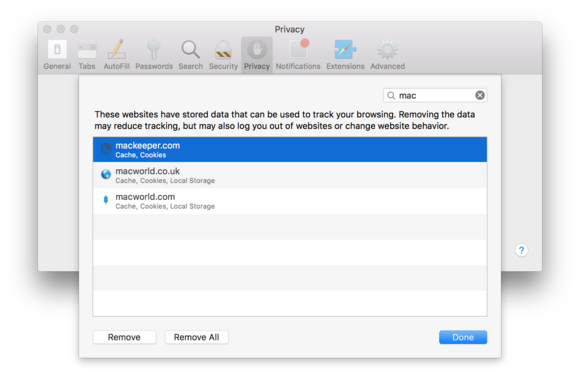 Privacy
General Tabs AutoFill Passwords Search Security Privacy Notifications Extensions Advanced
mac
These websites have stored data that can be used to track your browsing. Removing the data
may reduce tracking, but may also log you out of websites or change website behavior.
mackeeper.com
Cache, Cookies
macworld.co.uk
Cache, Cookies, Local Storage
macworld.com
Cache, Cookies, Local Storage
?
Remove Remove All Done